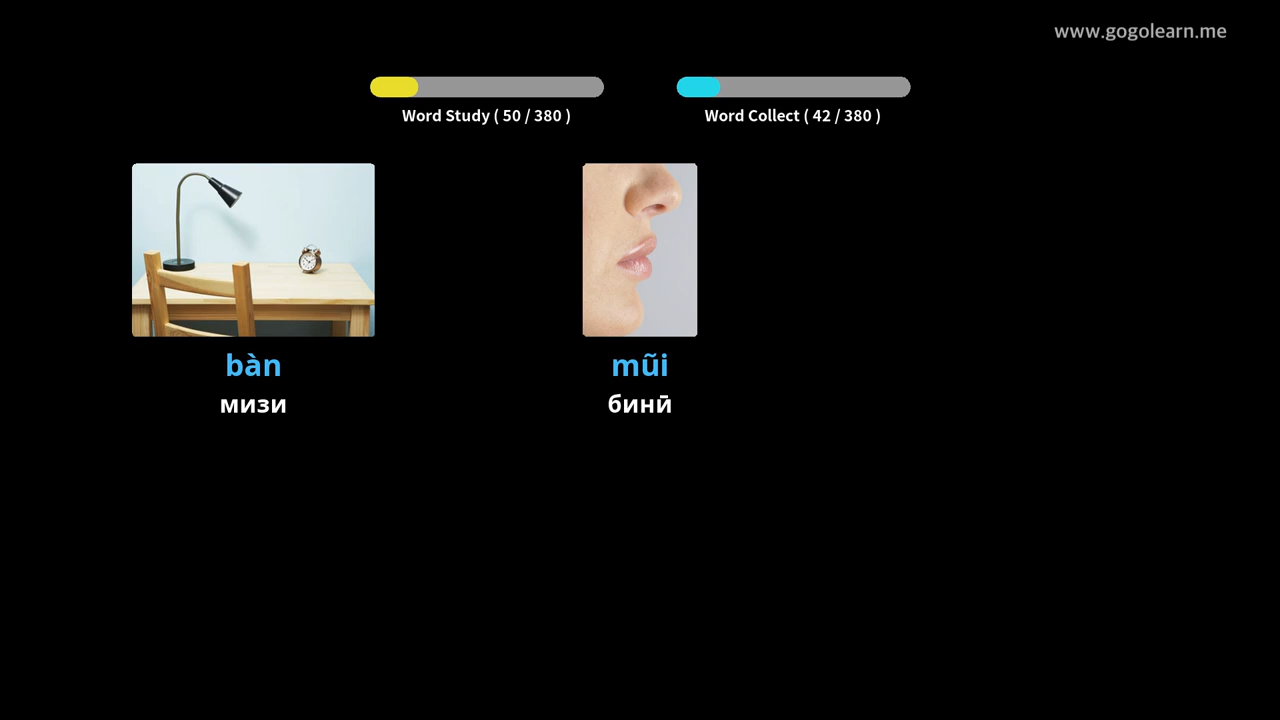 www.gogolearn.me
Word Study ( 50 / 380 )
Word Collect ( 42 / 380 )
bàn
mũi
мизи
бинӣ